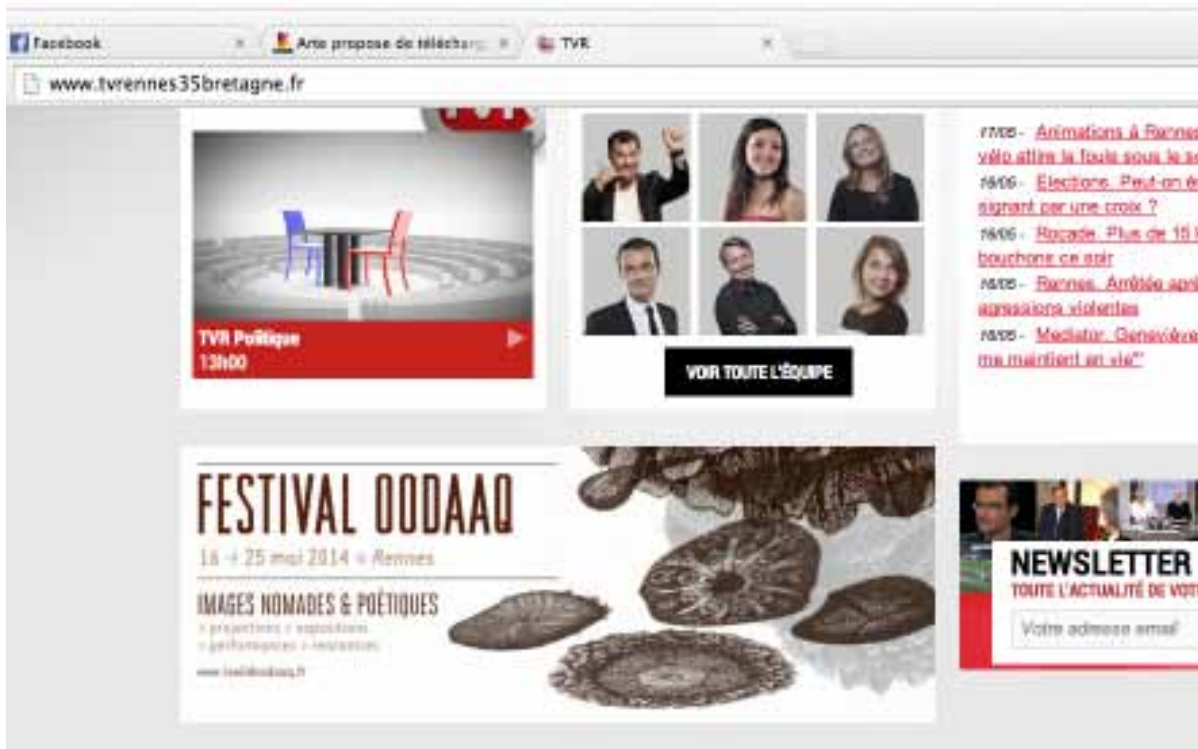 Facebook
Arte propose de télécharg
TVR
www.tvrennes35bretagne.fr
TVR
TVR Politique
13h00
VOIR TOUTE L'ÉQUIPE
17/05 - Animations à Rennes
vélo attire la foule sous le so
16/05 - Elections. Peut-on é
signant par une croix ?
16/05 - Rocade. Plus de 15 k
bouchons ce soir
16/05 - Rennes. Arrêtée apr
agressions violentes
16/05 - Mediator. Geneviève
me maintient en vie"
FESTIVAL OODAAQ
16 → 25 mai 2014 Rennes
IMAGES NOMADES & POÉTIQUES
> projections > expositions
> performances > rencontres
NEWSLETTER
TOUTE L'ACTUALITÉ DE VOT
Votre adresse email